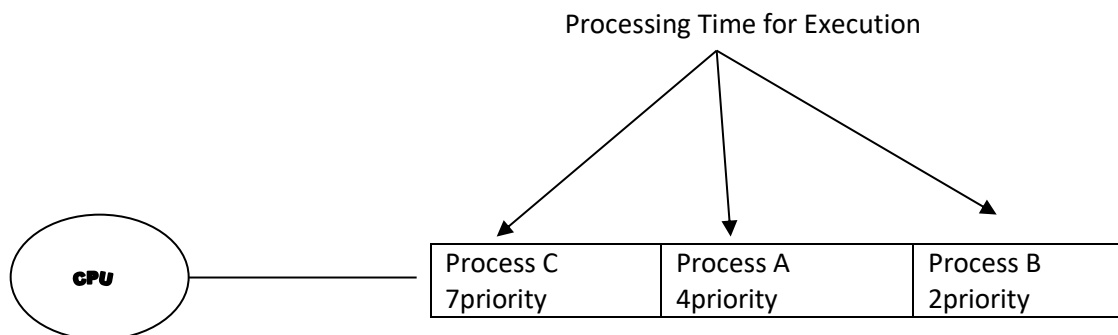 Processing Time for Execution
CPU
Process C
7priority
Process A
4priority
Process B
2priority